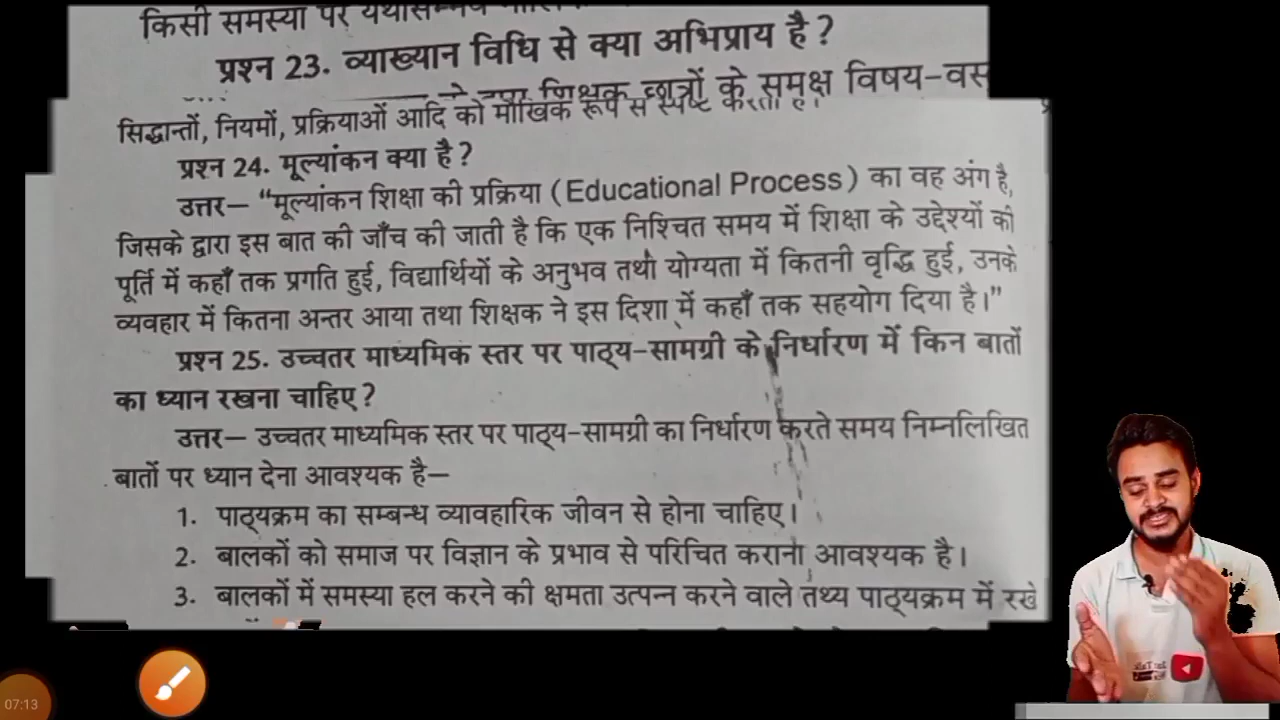 किसी समस्या पर
प्रश्न 23. व्याख्यान विधि से क्या अभिप्राय है ?
शिक्षक छात्रों के समक्ष विषय-वस
सिद्धान्तों, नियमों, प्रक्रियाओं आदि को मौखिक रूप से स्पष्ट करता है।
प्रश्न 24. मूल्यांकन क्या है ?
उत्तर— “मूल्यांकन शिक्षा की प्रक्रिया ( Educational Process ) का वह अंग है,
जिसके द्वारा इस बात की जाँच की जाती है कि एक निश्चित समय में शिक्षा के उद्देश्यों की
पूर्ति में कहाँ तक प्रगति हुई, विद्यार्थियों के अनुभव तथा योग्यता में कितनी वृद्धि हुई, उनके
व्यवहार में कितना अन्तर आया तथा शिक्षक ने इस दिशा में कहाँ तक सहयोग दिया है।”
प्रश्न 25. उच्चतर माध्यमिक स्तर पर पाठ्य-सामग्री के निर्धारण में किन बातों
का ध्यान रखना चाहिए ?
उत्तर— उच्चतर माध्यमिक स्तर पर पाठ्य-सामग्री का निर्धारण करते समय निम्नलिखित
बातों पर ध्यान देना आवश्यक है—
1. पाठ्यक्रम का सम्बन्ध व्यावहारिक जीवन से होना चाहिए।
2. बालकों को समाज पर विज्ञान के प्रभाव से परिचित कराना आवश्यक है।
3. बालकों में समस्या हल करने की क्षमता उत्पन्न करने वाले तथ्य पाठ्यक्रम में रखे
07:13